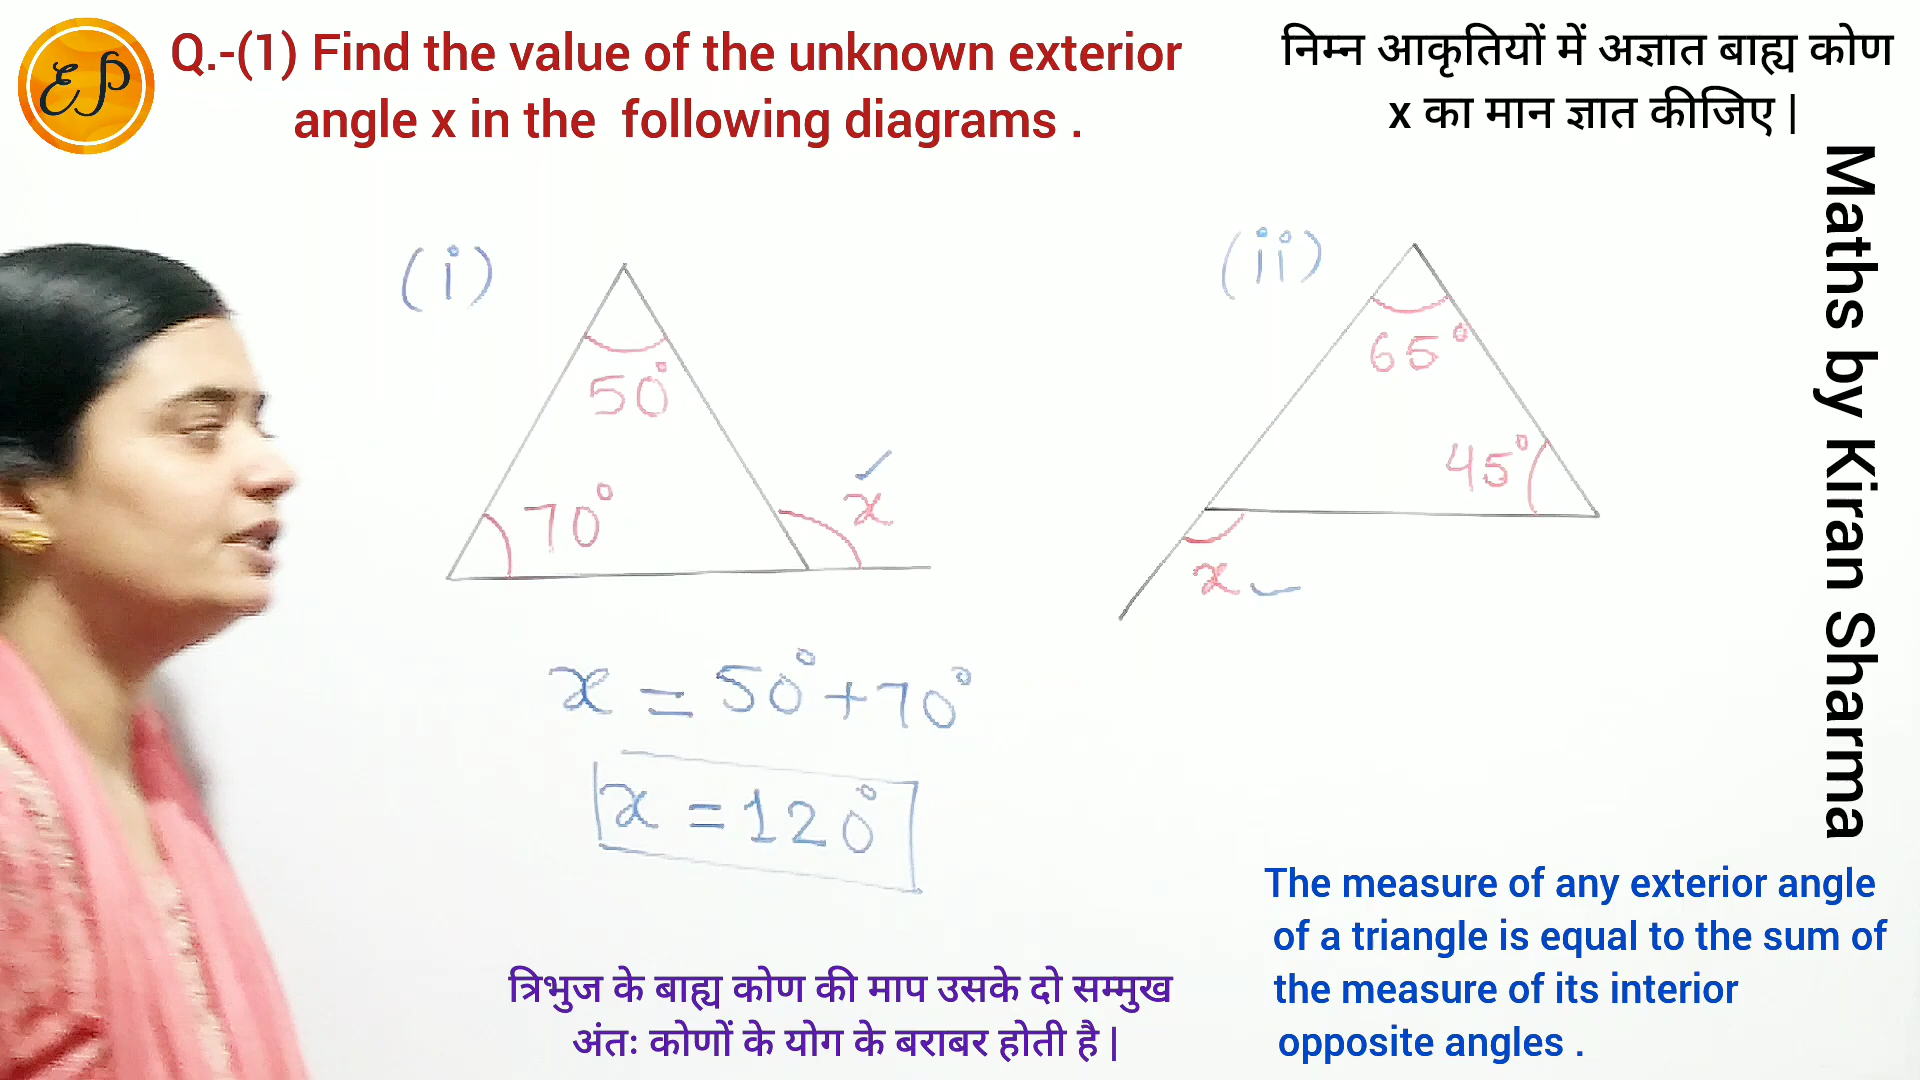 EP
Q.-(1) Find the value of the unknown exterior
angle x in the following diagrams .
निम्न आकृतियों में अज्ञात बाह्य कोण
x का मान ज्ञात कीजिए |
Maths by Kiran Sharma
(i)
50°
70°
x
(ii)
65°
45°
x
x = 50° + 70°
x = 120°
त्रिभुज के बाह्य कोण की माप उसके दो सम्मुख
अंतः कोणों के योग के बराबर होती है |
The measure of any exterior angle
of a triangle is equal to the sum of
the measure of its interior
opposite angles .